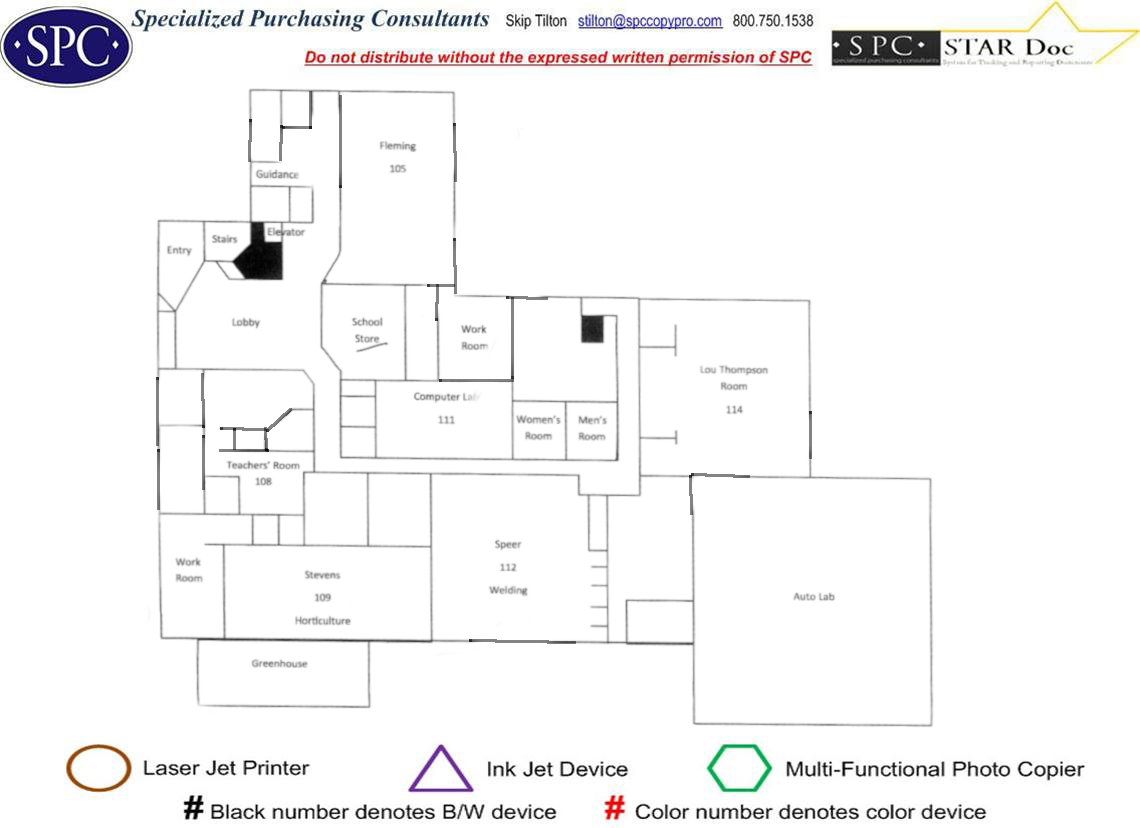 Specialized Purchasing Consultants Skip Tilton stilton@spccopypro.com 800.750.1538
·SPC·
Do not distribute without the expressed written permission of SPC
·SPC· STAR Doc
specialized purchasing consultants System for Tracking and Reporting Documents
Fleming
105
Guidance
Elevator
Stairs
Entry
Lobby
School
Store
Work
Room
Lou Thompson
Room
114
Computer Lab
111
Women's
Room
Men's
Room
Teachers' Room
108
Work
Room
Stevens
109
Horticulture
Speer
112
Welding
Auto Lab
Greenhouse
Laser Jet Printer
Ink Jet Device
Multi-Functional Photo Copier
# Black number denotes B/W device
# Color number denotes color device